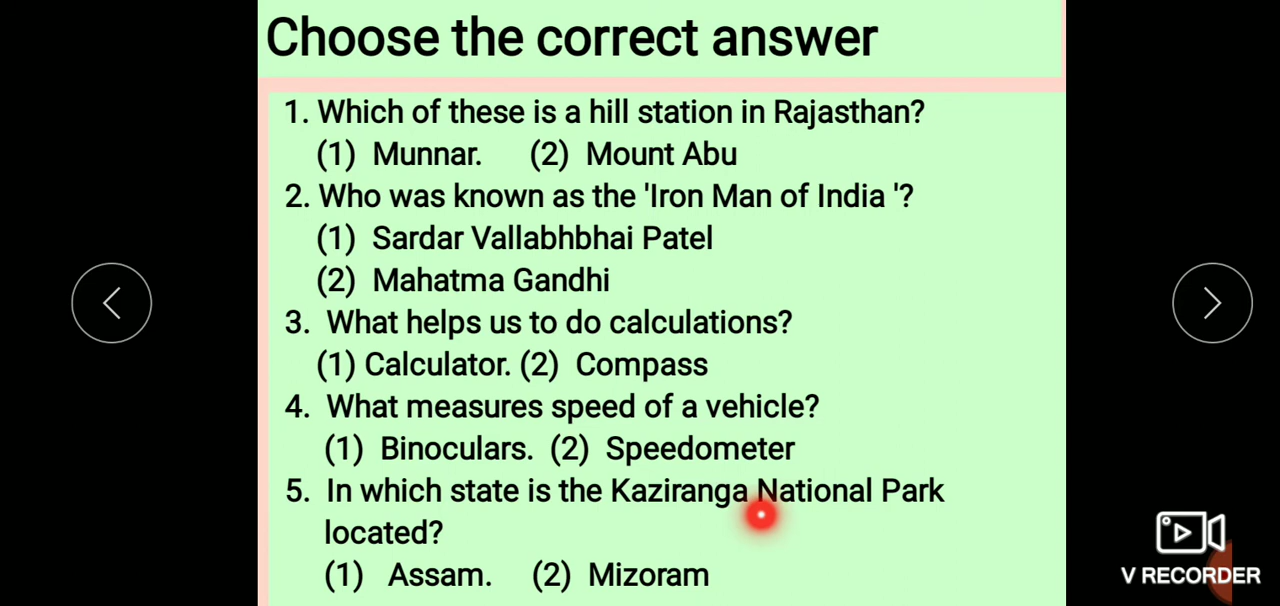 Choose the correct answer
1. Which of these is a hill station in Rajasthan?
(1) Munnar. (2) Mount Abu
2. Who was known as the 'Iron Man of India '?
(1) Sardar Vallabhbhai Patel
(2) Mahatma Gandhi
3. What helps us to do calculations?
(1) Calculator. (2) Compass
4. What measures speed of a vehicle?
(1) Binoculars. (2) Speedometer
5. In which state is the Kaziranga National Park
located?
(1) Assam. (2) Mizoram
V RECORDER